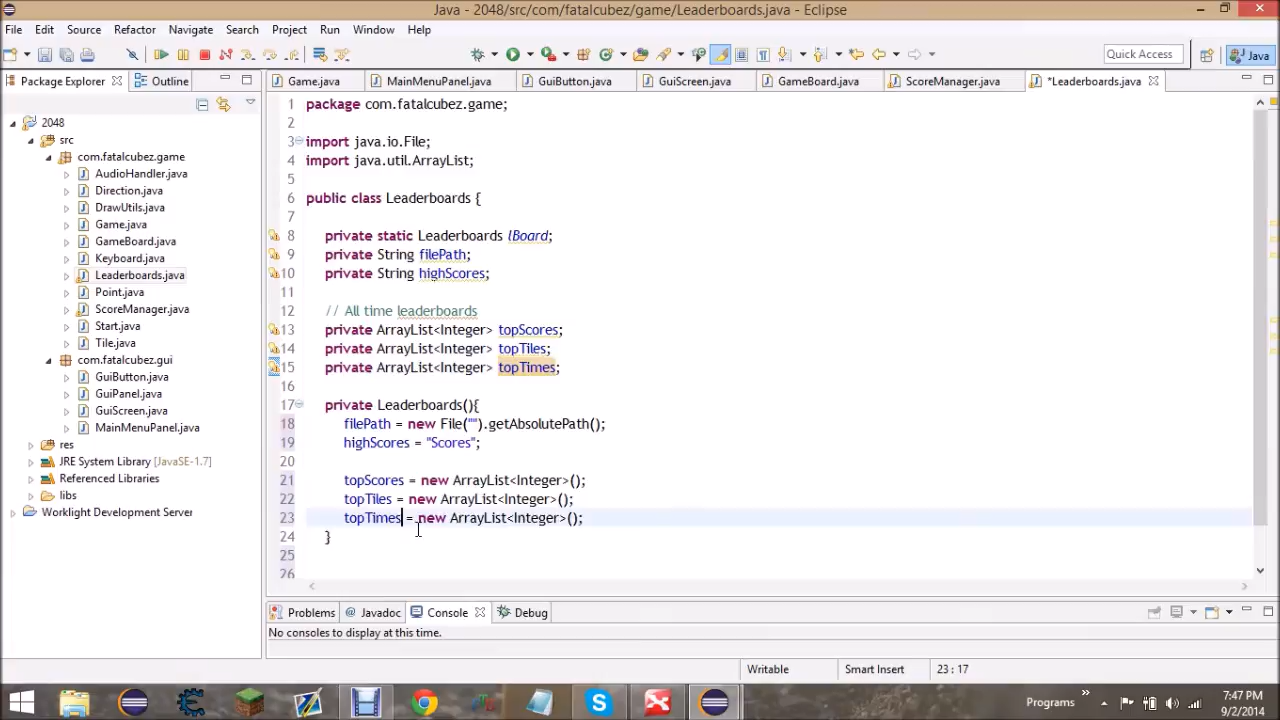 Java - 2048/src/com/fatalcubez/game/Leaderboards.java - Eclipse
File Edit Source Refactor Navigate Search Project Run Window Help
Quick Access Java
Package Explorer Outline
Game.java MainMenuPanel.java GuiButton.java GuiScreen.java GameBoard.java ScoreManager.java *Leaderboards.java
2048
src
com.fatalcubez.game
AudioHandler.java
Direction.java
DrawUtils.java
Game.java
GameBoard.java
Keyboard.java
Leaderboards.java
Point.java
ScoreManager.java
Start.java
Tile.java
com.fatalcubez.gui
GuiButton.java
GuiPanel.java
GuiScreen.java
MainMenuPanel.java
res
JRE System Library [JavaSE-1.7]
Referenced Libraries
libs
Worklight Development Server
1 package com.fatalcubez.game;
2
3 import java.io.File;
4 import java.util.ArrayList;
5
6 public class Leaderboards {
7
8 private static Leaderboards lBoard;
9 private String filePath;
10 private String highScores;
11
12 // All time leaderboards
13 private ArrayList<Integer> topScores;
14 private ArrayList<Integer> topTiles;
15 private ArrayList<Integer> topTimes;
16
17 private Leaderboards(){
18 filePath = new File("").getAbsolutePath();
19 highScores = "Scores";
20
21 topScores = new ArrayList<Integer>();
22 topTiles = new ArrayList<Integer>();
23 topTimes = new ArrayList<Integer>();
24 }
25
26
Problems Javadoc Console Debug
No consoles to display at this time.
Writable Smart Insert 23 : 17
Programs 7:47 PM
9/2/2014